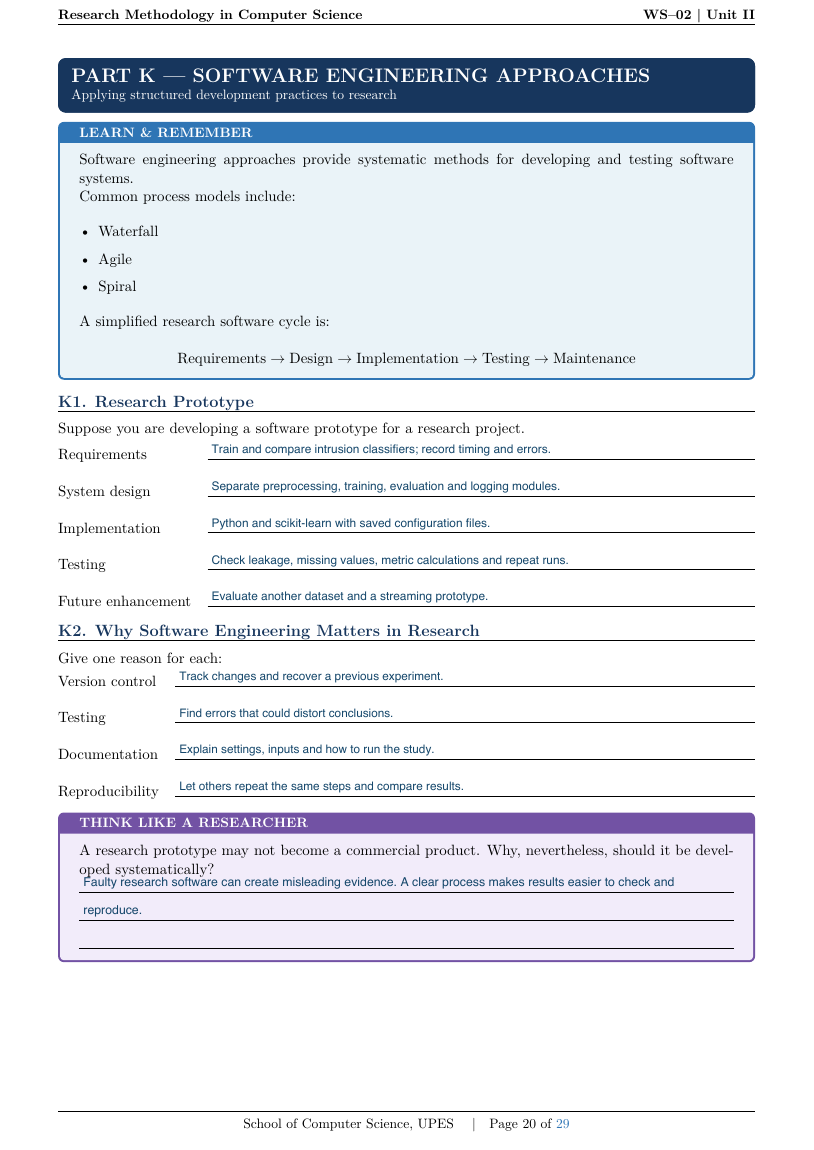 Research Methodology in Computer Science WS–02 | Unit II
PART K — SOFTWARE ENGINEERING APPROACHES
Applying structured development practices to research
LEARN & REMEMBER
Software engineering approaches provide systematic methods for developing and testing software
systems.
Common process models include:
• Waterfall
• Agile
• Spiral
A simplified research software cycle is:
Requirements → Design → Implementation → Testing → Maintenance
K1. Research Prototype
Suppose you are developing a software prototype for a research project.
Requirements Train and compare intrusion classifiers; record timing and errors.
System design Separate preprocessing, training, evaluation and logging modules.
Implementation Python and scikit-learn with saved configuration files.
Testing Check leakage, missing values, metric calculations and repeat runs.
Future enhancement Evaluate another dataset and a streaming prototype.
K2. Why Software Engineering Matters in Research
Give one reason for each:
Version control Track changes and recover a previous experiment.
Testing Find errors that could distort conclusions.
Documentation Explain settings, inputs and how to run the study.
Reproducibility Let others repeat the same steps and compare results.
THINK LIKE A RESEARCHER
A research prototype may not become a commercial product. Why, nevertheless, should it be devel-
oped systematically?
Faulty research software can create misleading evidence. A clear process makes results easier to check and
reproduce.
School of Computer Science, UPES | Page 20 of 29